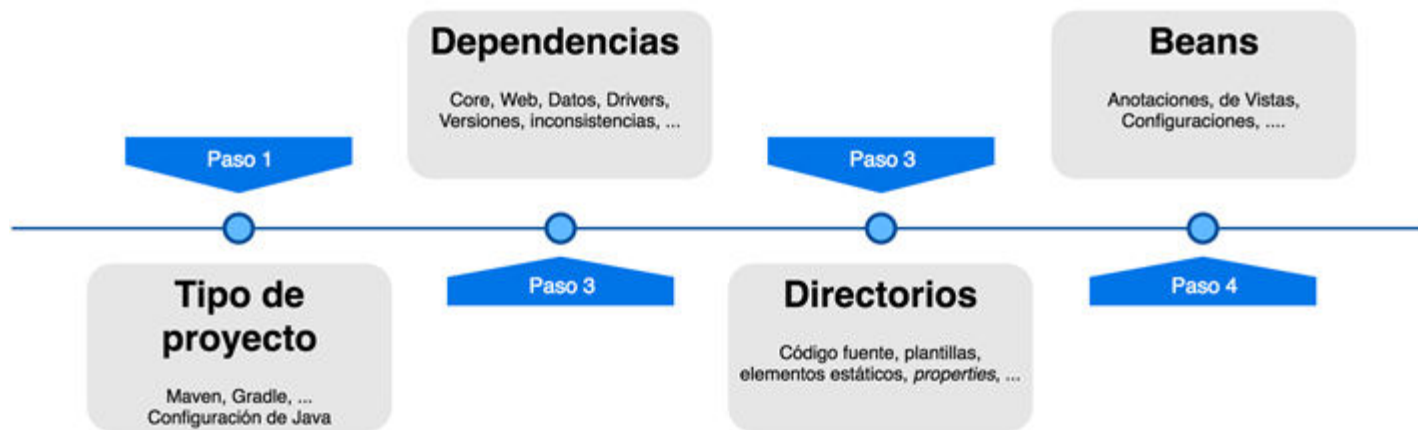 Paso 1
Tipo de
proyecto
Maven, Gradle, ...
Configuración de Java
Dependencias
Core, Web, Datos, Drivers,
Versiones, inconsistencias, ...
Paso 3
Paso 3
Directorios
Código fuente, plantillas,
elementos estáticos, properties, ...
Beans
Anotaciones, de Vistas,
Configuraciones, ....
Paso 4